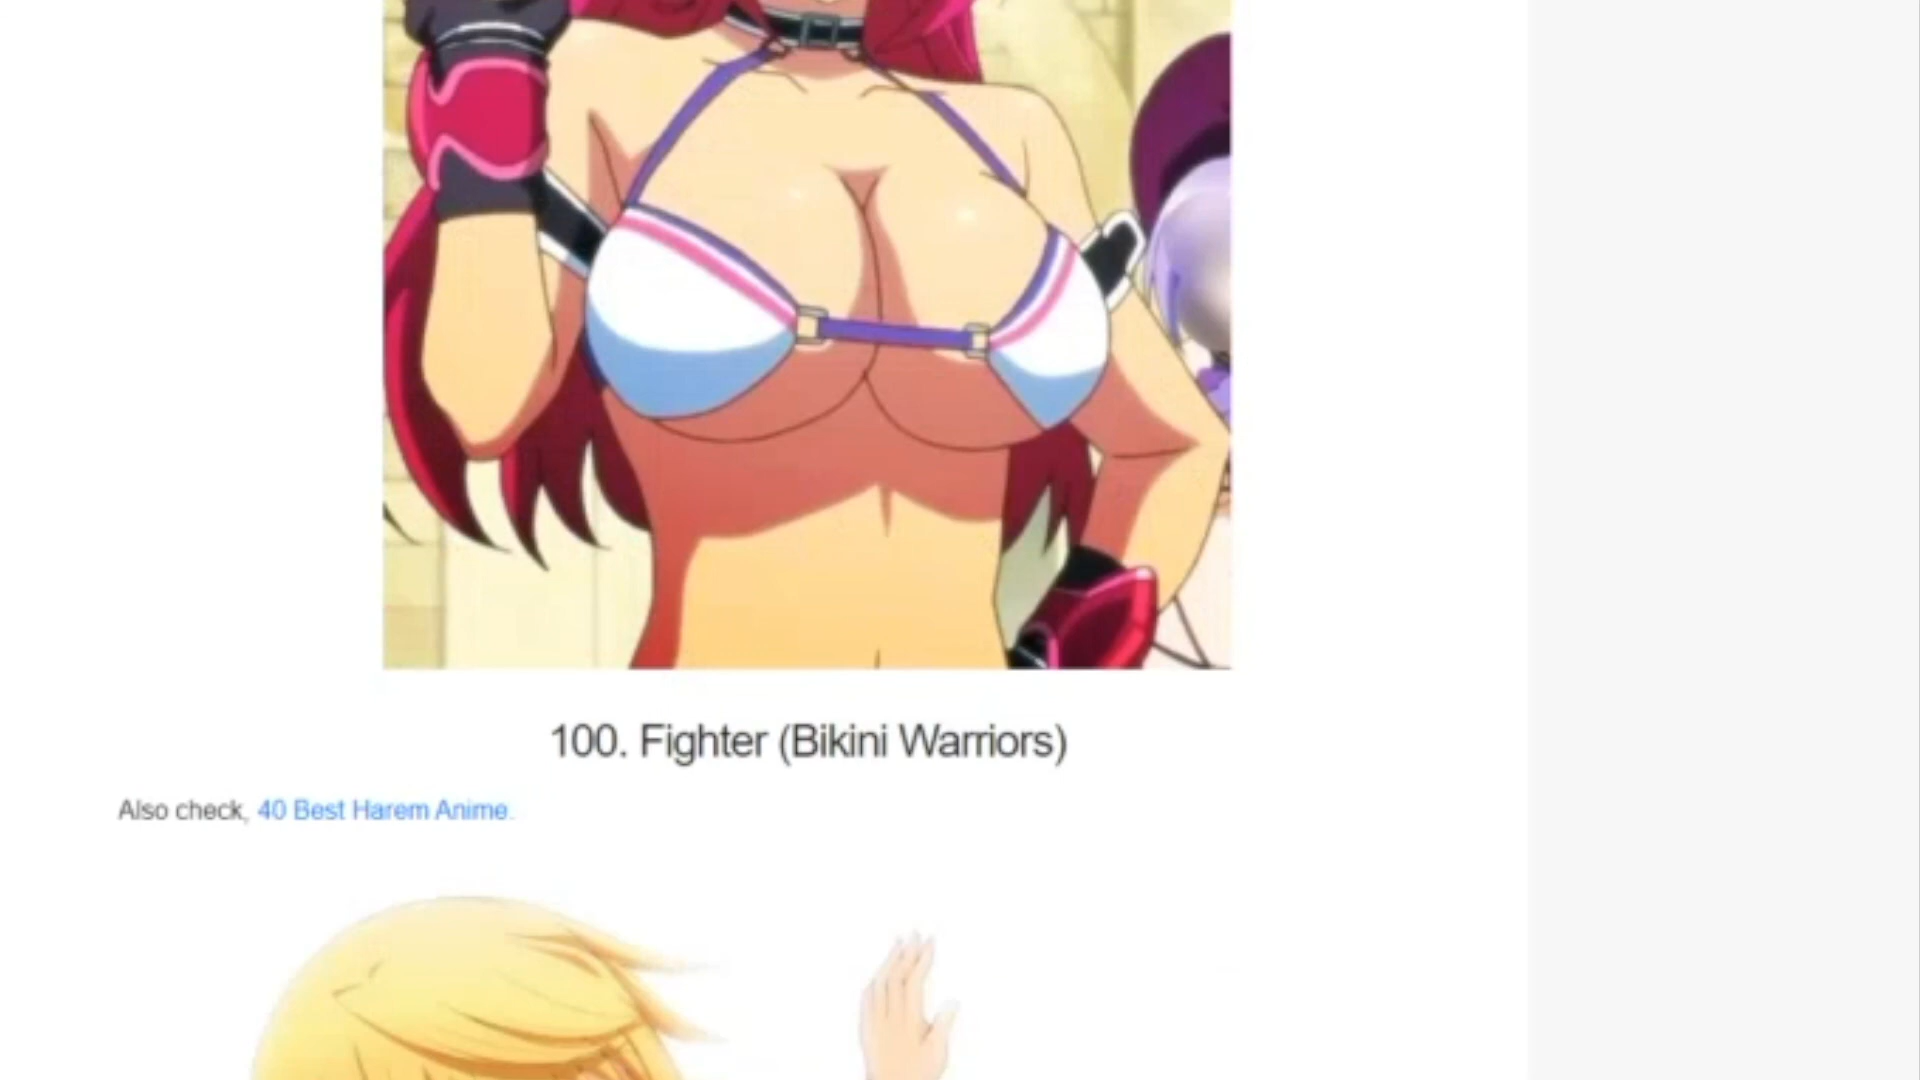 100. Fighter (Bikini Warriors)
Also check, 40 Best Harem Anime.